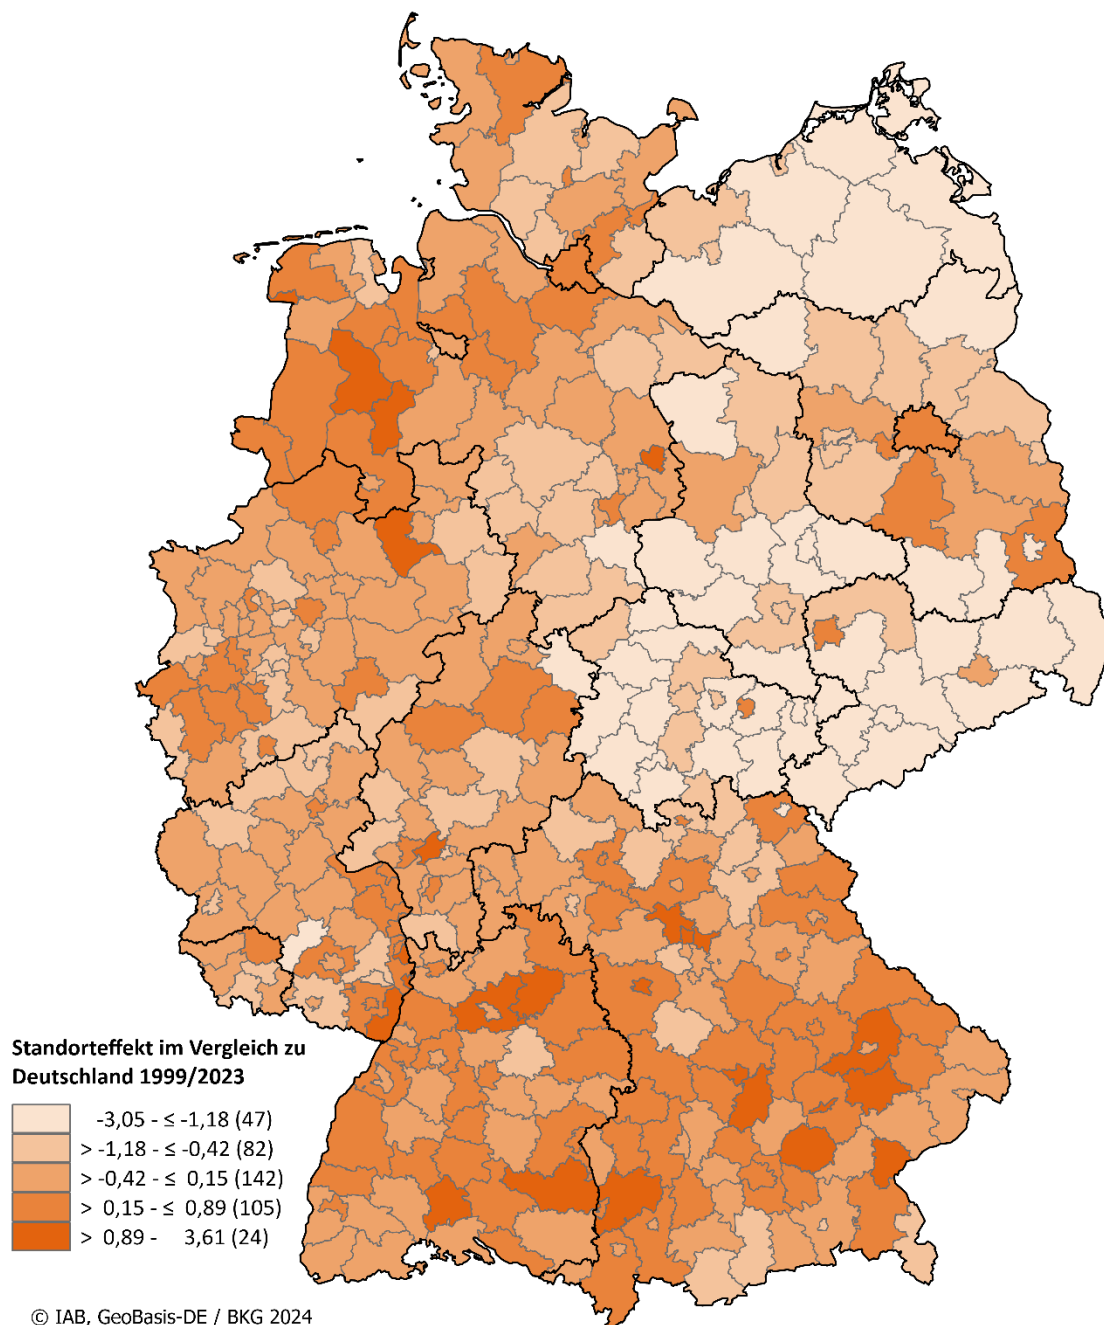 Standorteffekt im Vergleich zu
Deutschland 1999/2023
-3,05 - ≤ -1,18 (47)
> -1,18 - ≤ -0,42 (82)
> -0,42 - ≤ 0,15 (142)
> 0,15 - ≤ 0,89 (105)
> 0,89 - 3,61 (24)
© IAB, GeoBasis-DE / BKG 2024